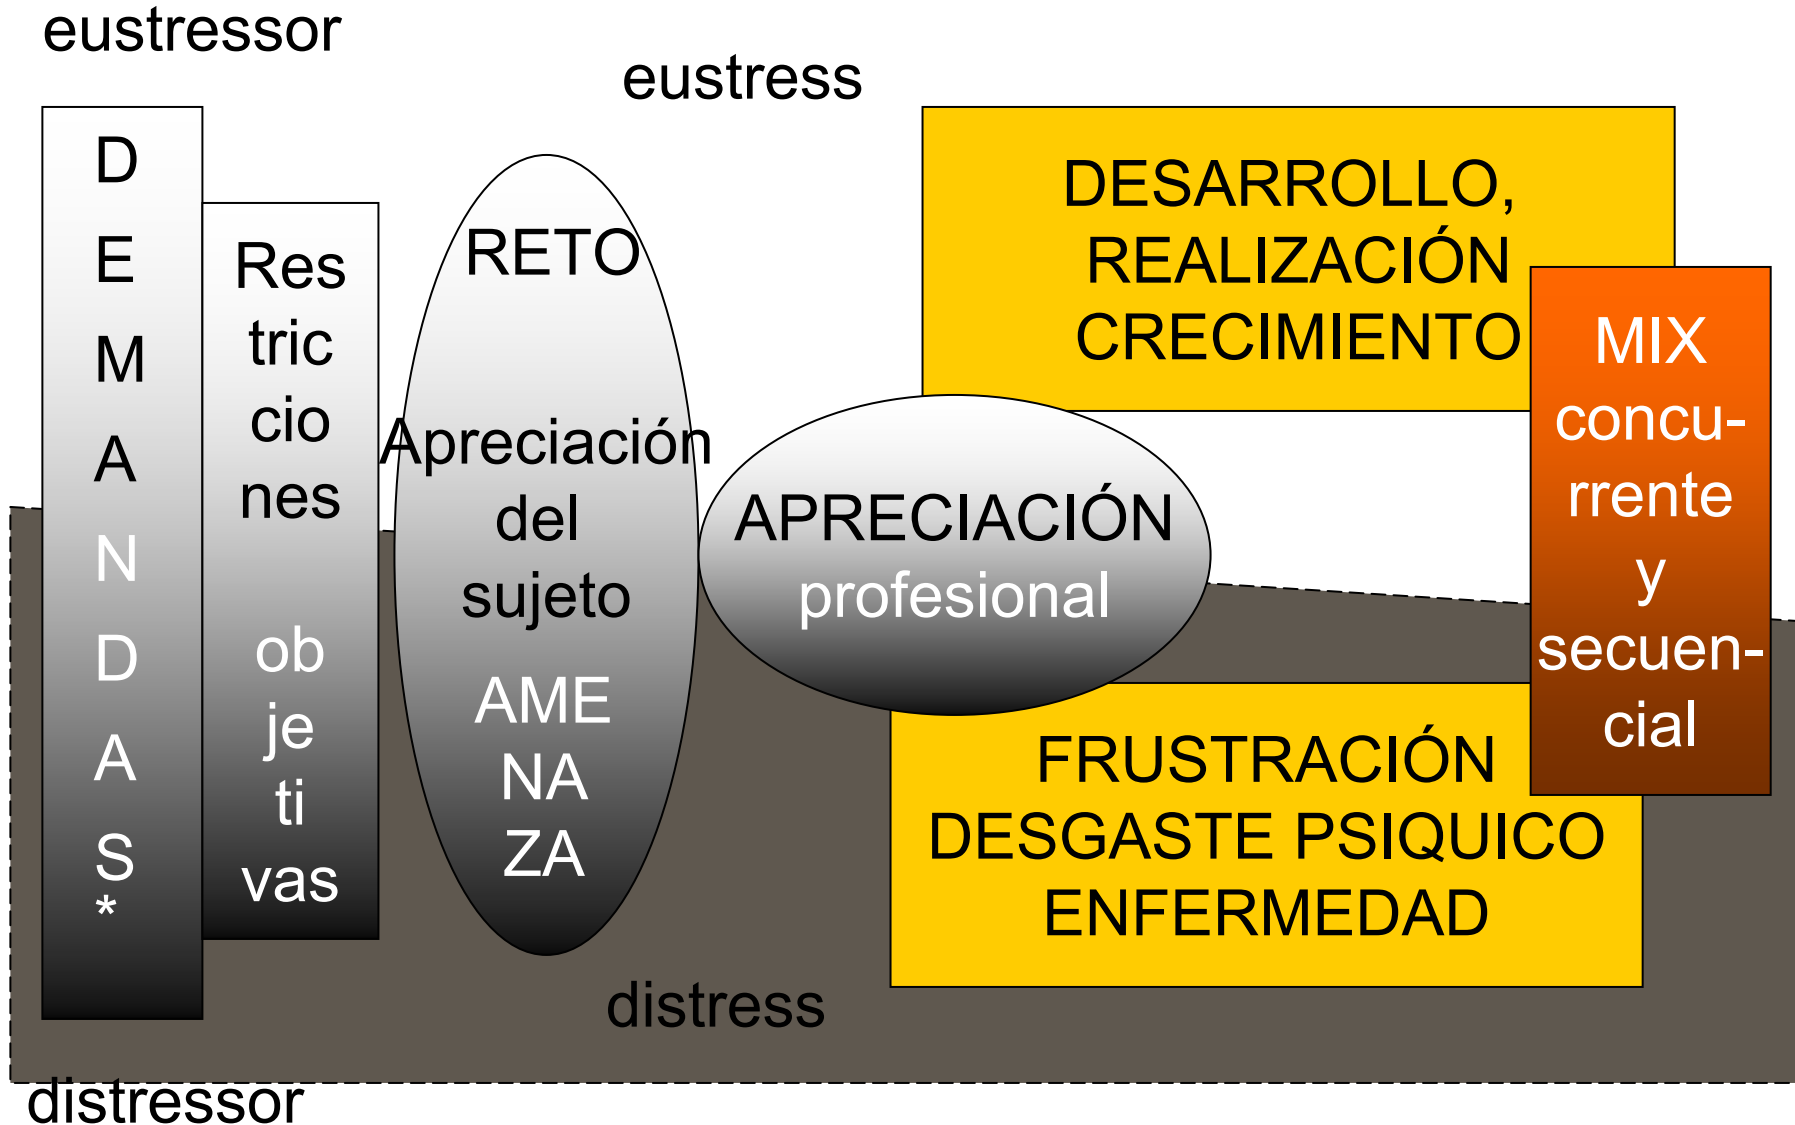 eustressor
eustress
D
E
M
A
N
D
A
S
*
Res
tric
cio
nes
ob
je
ti
vas
RETO
Apreciación
del
sujeto
AME
NA
ZA
APRECIACIÓN
profesional
DESARROLLO,
REALIZACIÓN
CRECIMIENTO
MIX
concu-
rrente
y
secuen-
cial
FRUSTRACIÓN
DESGASTE PSIQUICO
ENFERMEDAD
distress
distressor